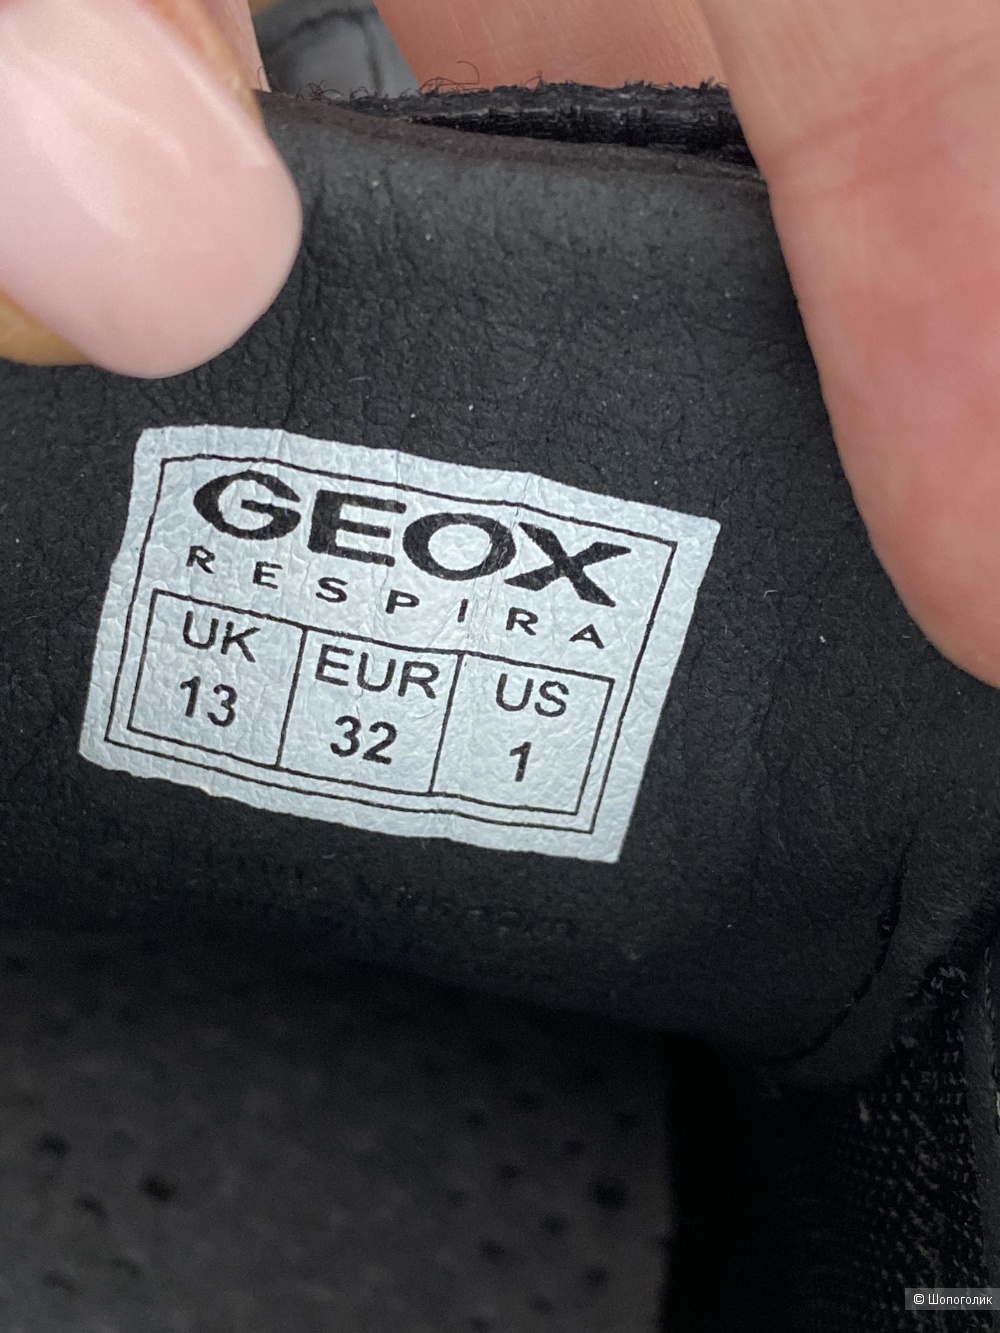 GEOX
RESPIRA
UK EUR US
13 32 1
© Шопоголик